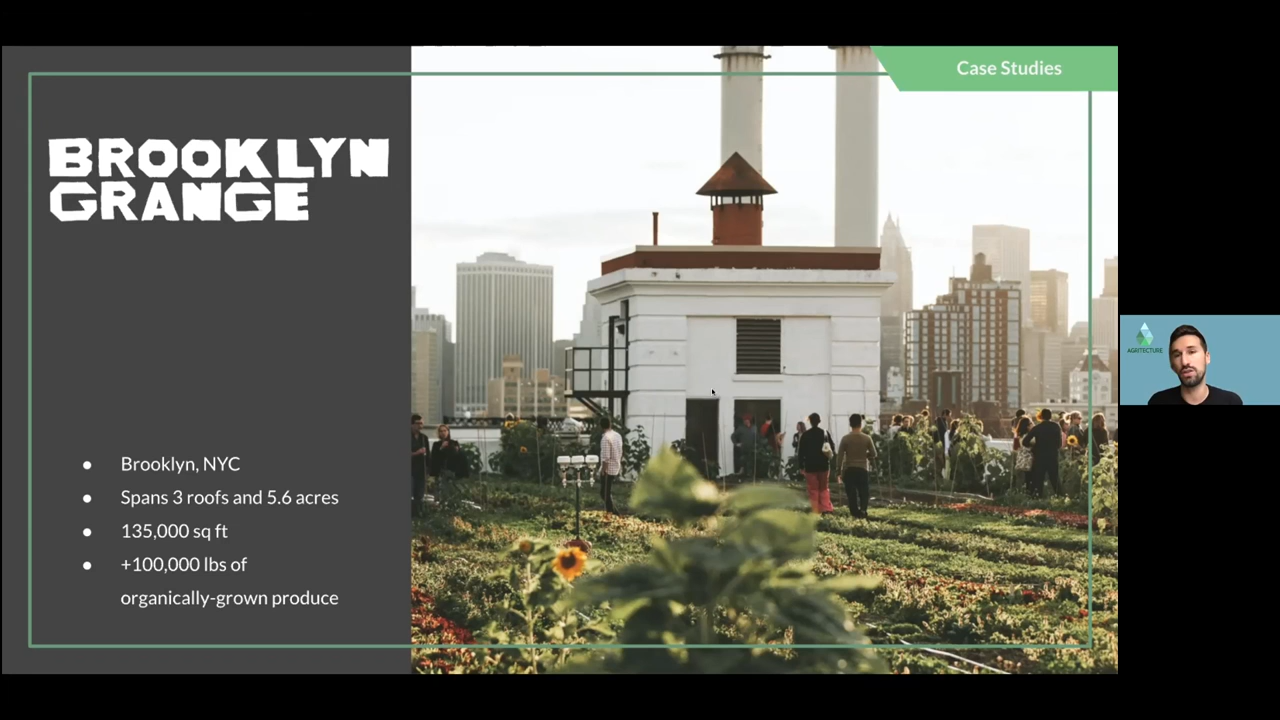 Case Studies
BROOKLYN
GRANGE
● Brooklyn, NYC
● Spans 3 roofs and 5.6 acres
● 135,000 sq ft
● +100,000 lbs of
organically-grown produce
AGRITECTURE